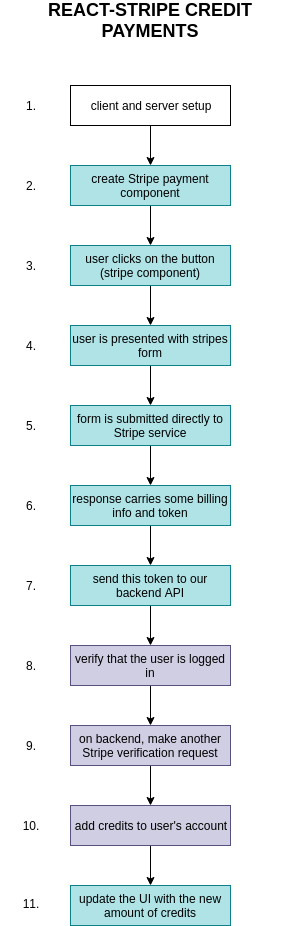 REACT-STRIPE CREDIT
PAYMENTS
1.
client and server setup
2.
create Stripe payment
component
3.
user clicks on the button
(stripe component)
4.
user is presented with stripes
form
5.
form is submitted directly to
Stripe service
6.
response carries some billing
info and token
7.
send this token to our
backend API
8.
verify that the user is logged
in
9.
on backend, make another
Stripe verification request
10.
add credits to user's account
11.
update the UI with the new
amount of credits